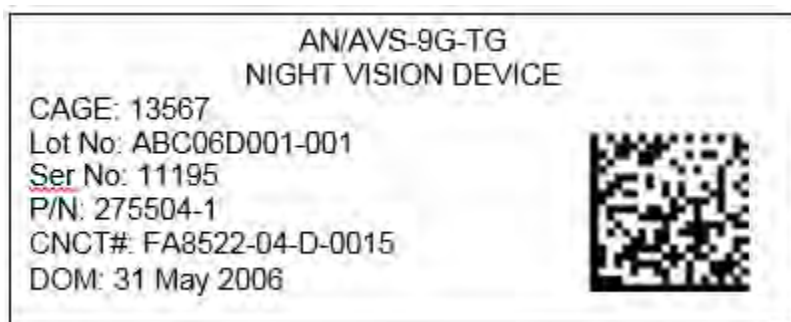 AN/AVS-9G-TG
NIGHT VISION DEVICE
CAGE: 13567
Lot No: ABC06D001-001
Ser No: 11195
P/N: 275504-1
CNCT#: FA8522-04-D-0015
DOM: 31 May 2006